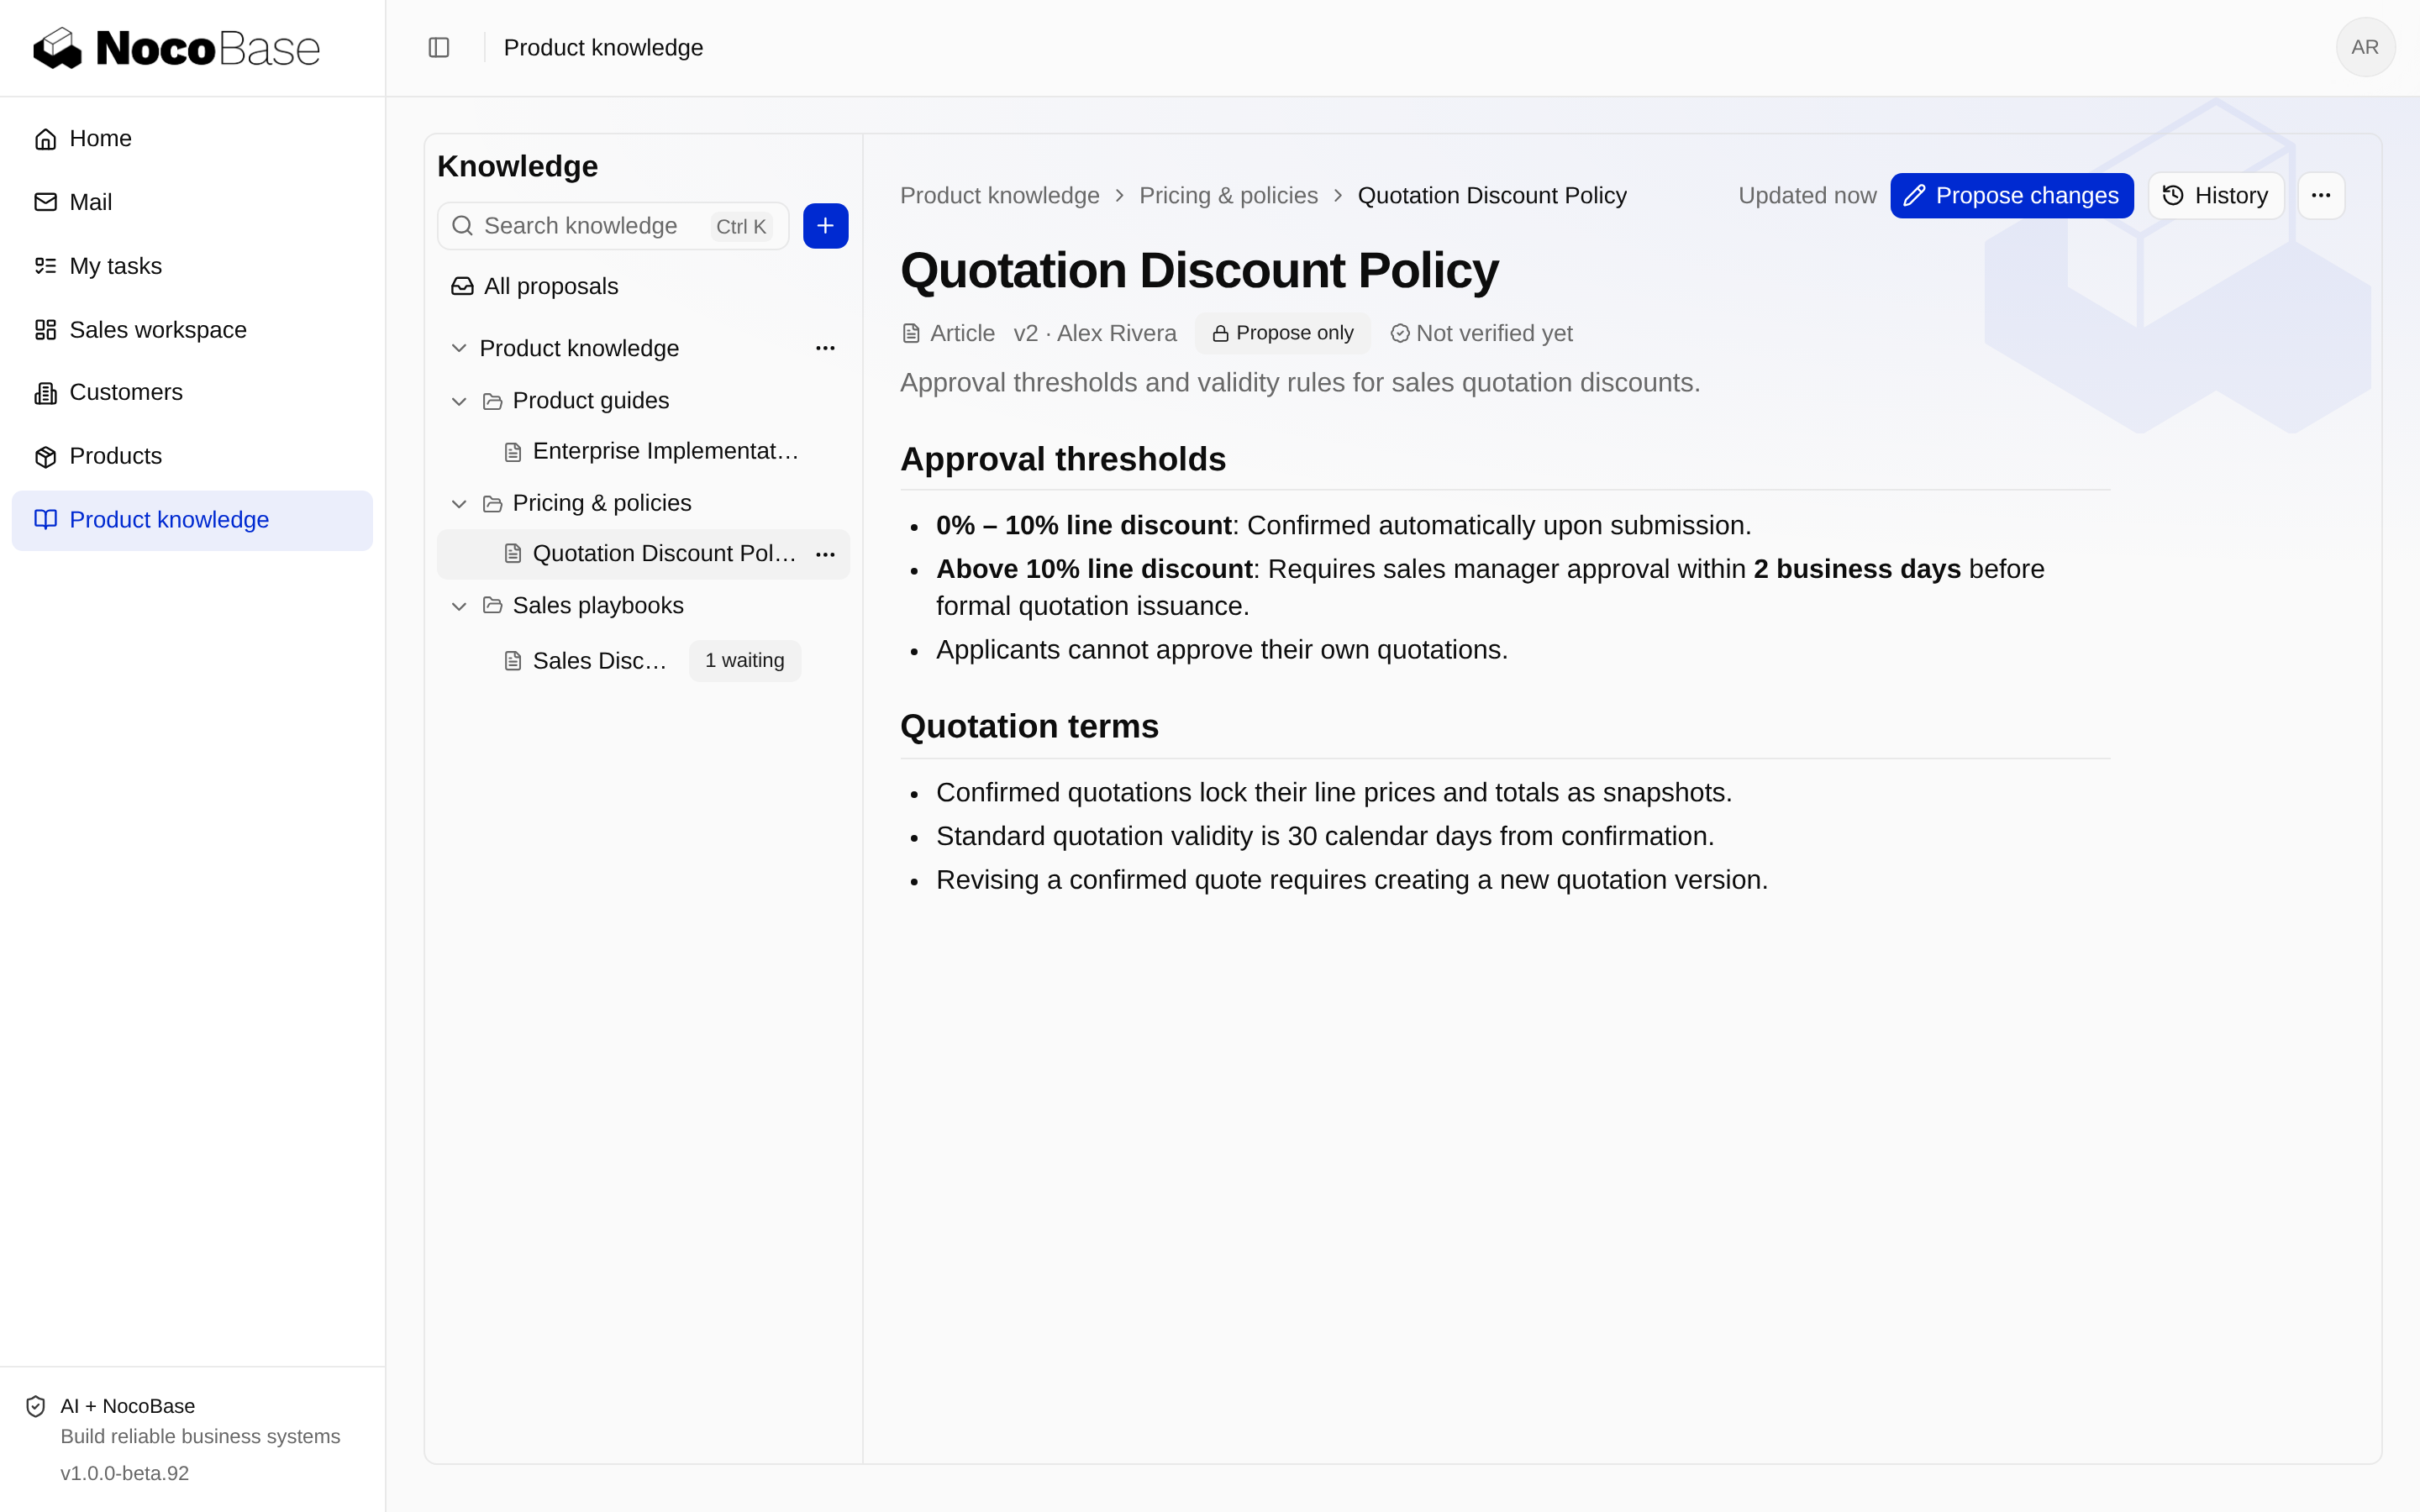 NocoBase
Product knowledge
AR
Home
Mail
My tasks
Sales workspace
Customers
Products
Product knowledge
Knowledge
Search knowledge
Ctrl K
All proposals
Product knowledge
Product guides
Enterprise Implementat…
Pricing & policies
Quotation Discount Pol…
Sales playbooks
Sales Disc…
1 waiting
Product knowledge > Pricing & policies > Quotation Discount Policy
Updated now
Propose changes
History
Quotation Discount Policy
Article v2 · Alex Rivera Propose only Not verified yet
Approval thresholds and validity rules for sales quotation discounts.
Approval thresholds
• 0% – 10% line discount: Confirmed automatically upon submission.
• Above 10% line discount: Requires sales manager approval within 2 business days before
formal quotation issuance.
• Applicants cannot approve their own quotations.
Quotation terms
• Confirmed quotations lock their line prices and totals as snapshots.
• Standard quotation validity is 30 calendar days from confirmation.
• Revising a confirmed quote requires creating a new quotation version.
AI + NocoBase
Build reliable business systems
v1.0.0-beta.92